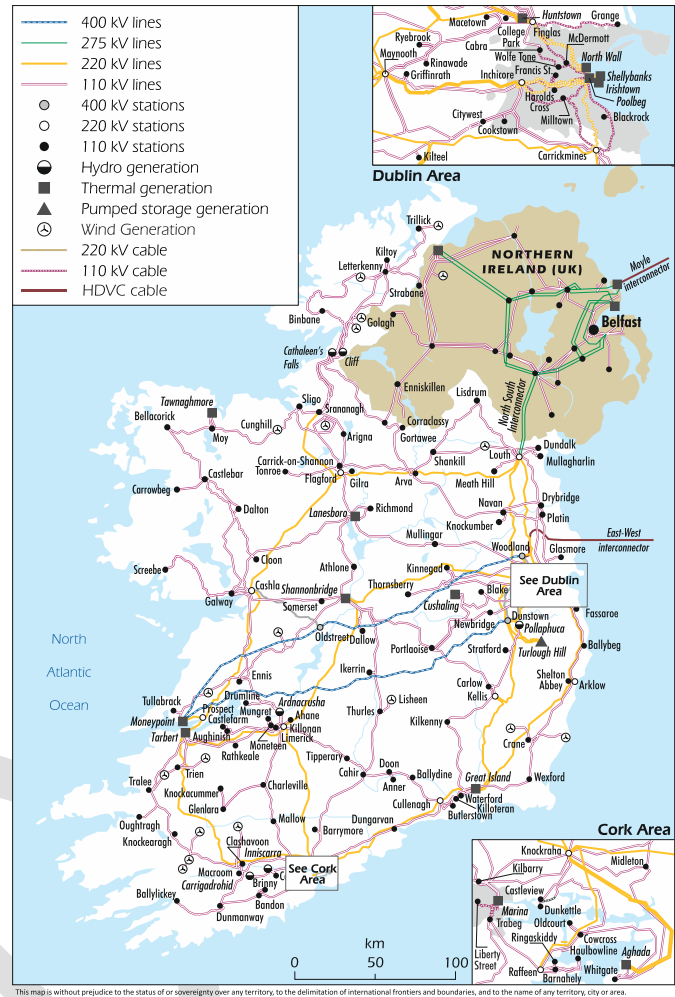 400 kV lines
275 kV lines
220 kV lines
110 kV lines
400 kV stations
220 kV stations
110 kV stations
Hydro generation
Thermal generation
Pumped storage generation
Wind Generation
220 kV cable
110 kV cable
HDVC cable
Macetown
Huntstown
Grange
College
Park
Finglas
McDermott
Ryebrook
Cabra
Maynooth
Wolfe Tone
North Wall
Rinawade
Francis St.
Griffinrath
Inchicore
Shellybanks
Irishtown
Poolbeg
Harolds
Cross
Citywest
Milltown
Blackrock
Cookstown
Kilteel
Carrickmines
Dublin Area
Trillick
Kiltoy
Letterkenny
Strabane
NORTHERN
IRELAND (UK)
Moyle
interconnector
Binbane
Golagh
Belfast
Cathaleen's
Falls
Cliff
Enniskillen
Lisdrum
North South
Interconnector
Tawnaghmore
Bellacorick
Moy
Sligo
Srananagh
Cunghill
Arigna
Corraclassy
Gortawee
Carrick-on-Shannon
Tonroe
Flagford
Gilra
Arva
Shankill
Louth
Dundalk
Mullagharlin
Meath Hill
Castlebar
Carrowbeg
Dalton
Lanesboro
Richmond
Navan
Knockumber
Drybridge
Platin
Mullingar
East-West
interconnector
Woodland
Glasmore
Cloon
Screebe
Athlone
Kinnegad
See Dublin
Area
Cashla
Galway
Shannonbridge
Somerset
Thornsberry
Cushaling
Blake
Newbridge
Dunstown
Fassaroe
Pollaphuca
Turlough Hill
Oldstreet
Dallow
Portlaoise
Stratford
Ballybeg
North
Atlantic
Ocean
Ikerrin
Ennis
Carlow
Kellis
Shelton
Abbey
Arklow
Tullabrack
Moneypoint
Tarbert
Prospect
Drumline
Castlefarm
Mungret
Ardnacrusha
Ahane
Killonan
Limerick
Aughinish
Moneteen
Rathkeale
Thurles
Lisheen
Kilkenny
Crane
Trien
Tralee
Tipperary
Cahir
Doon
Anner
Ballydine
Great Island
Wexford
Knockacummer
Charleville
Glenlara
Cullenagh
Waterford
Killoteran
Butlerstown
Oughtragh
Knockearagh
Mallow
Barrymore
Dungarvan
Clashavoon
Inniscarra
Macroom
Carrigadrohid
Brinny
C
See Cork
Area
Ballylickey
Bandon
Dunmanway
Cork Area
Knockraha
Midleton
Kilbarry
Castleview
Marina
Trabeg
Dunkettle
Oldcourt
Ringaskiddy
Cowcross
Haulbowline
Aghada
Liberty
Street
Raffeen
Barnahely
Whitgate
km
0 50 100
This map is without prejudice to the status of or sovereignty over any territory, to the delimitation of international frontiers and boundaries, and to the name of any territory, city or area.